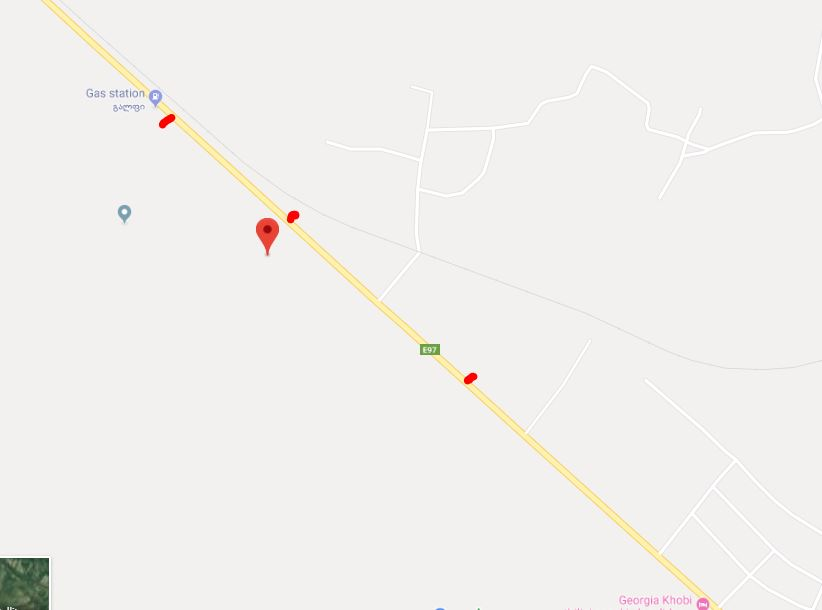 Gas station
გალფი
E97
Georgia Khobi